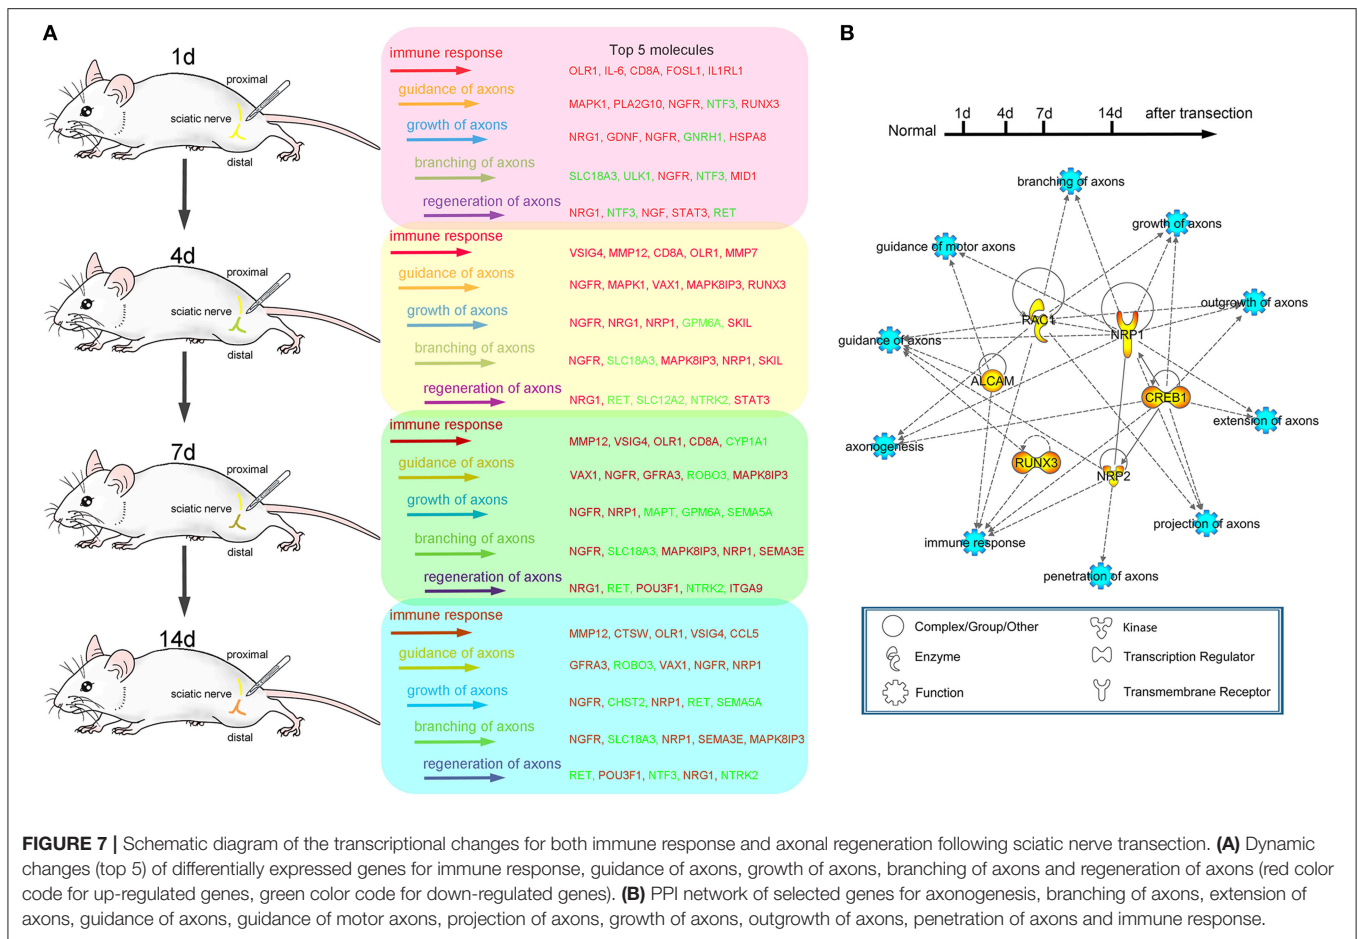 A
1d
proximal
sciatic nerve
distal
4d
proximal
sciatic nerve
distal
7d
proximal
sciatic nerve
distal
14d
proximal
sciatic nerve
distal
Top 5 molecules
immune response
OLR1, IL-6, CD8A, FOSL1, IL1RL1
guidance of axons
MAPK1, PLA2G10, NGFR, NTF3, RUNX3
growth of axons
NRG1, GDNF, NGFR, GNRH1, HSPA8
branching of axons
SLC18A3, ULK1, NGFR, NTF3, MID1
regeneration of axons
NRG1, NTF3, NGF, STAT3, RET
immune response
VSIG4, MMP12, CD8A, OLR1, MMP7
guidance of axons
NGFR, MAPK1, VAX1, MAPK8IP3, RUNX3
growth of axons
NGFR, NRG1, NRP1, GPM6A, SKIL
branching of axons
NGFR, SLC18A3, MAPK8IP3, NRP1, SKIL
regeneration of axons
NRG1, RET, SLC12A2, NTRK2, STAT3
immune response
MMP12, VSIG4, OLR1, CD8A, CYP1A1
guidance of axons
VAX1, NGFR, GFRA3, ROBO3, MAPK8IP3
growth of axons
NGFR, NRP1, MAPT, GPM6A, SEMA5A
branching of axons
NGFR, SLC18A3, MAPK8IP3, NRP1, SEMA3E
regeneration of axons
NRG1, RET, POU3F1, NTRK2, ITGA9
immune response
MMP12, CTSW, OLR1, VSIG4, CCL5
guidance of axons
GFRA3, ROBO3, VAX1, NGFR, NRP1
growth of axons
NGFR, CHST2, NRP1, RET, SEMA5A
branching of axons
NGFR, SLC18A3, NRP1, SEMA3E, MAPK8IP3
regeneration of axons
RET, POU3F1, NTF3, NRG1, NTRK2
B
1d 4d 7d 14d after transection
Normal
branching of axons
growth of axons
guidance of motor axons
outgrowth of axons
RAC1
NRP1
guidance of axons
ALCAM
CREB1
extension of axons
axonogenesis
RUNX3
NRP2
projection of axons
immune response
penetration of axons
Complex/Group/Other
Kinase
Enzyme
Transcription Regulator
Function
Transmembrane Receptor
FIGURE 7 | Schematic diagram of the transcriptional changes for both immune response and axonal regeneration following sciatic nerve transection. (A) Dynamic
changes (top 5) of differentially expressed genes for immune response, guidance of axons, growth of axons, branching of axons and regeneration of axons (red color
code for up-regulated genes, green color code for down-regulated genes). (B) PPI network of selected genes for axonogenesis, branching of axons, extension of
axons, guidance of axons, guidance of motor axons, projection of axons, growth of axons, outgrowth of axons, penetration of axons and immune response.